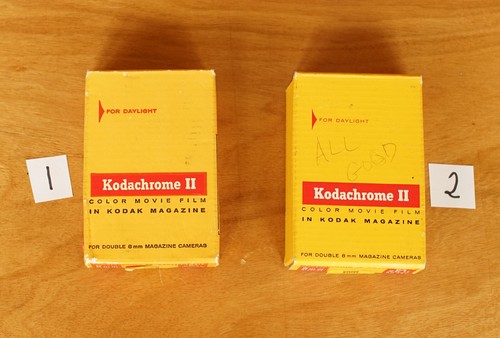 1
FOR DAYLIGHT
Kodachrome II
COLOR MOVIE FILM
IN KODAK MAGAZINE
FOR DOUBLE 8mm MAGAZINE CAMERAS
FOR DAYLIGHT
ALL
GOOD
Kodachrome II
COLOR MOVIE FILM
IN KODAK MAGAZINE
FOR DOUBLE 8mm MAGAZINE CAMERAS
2